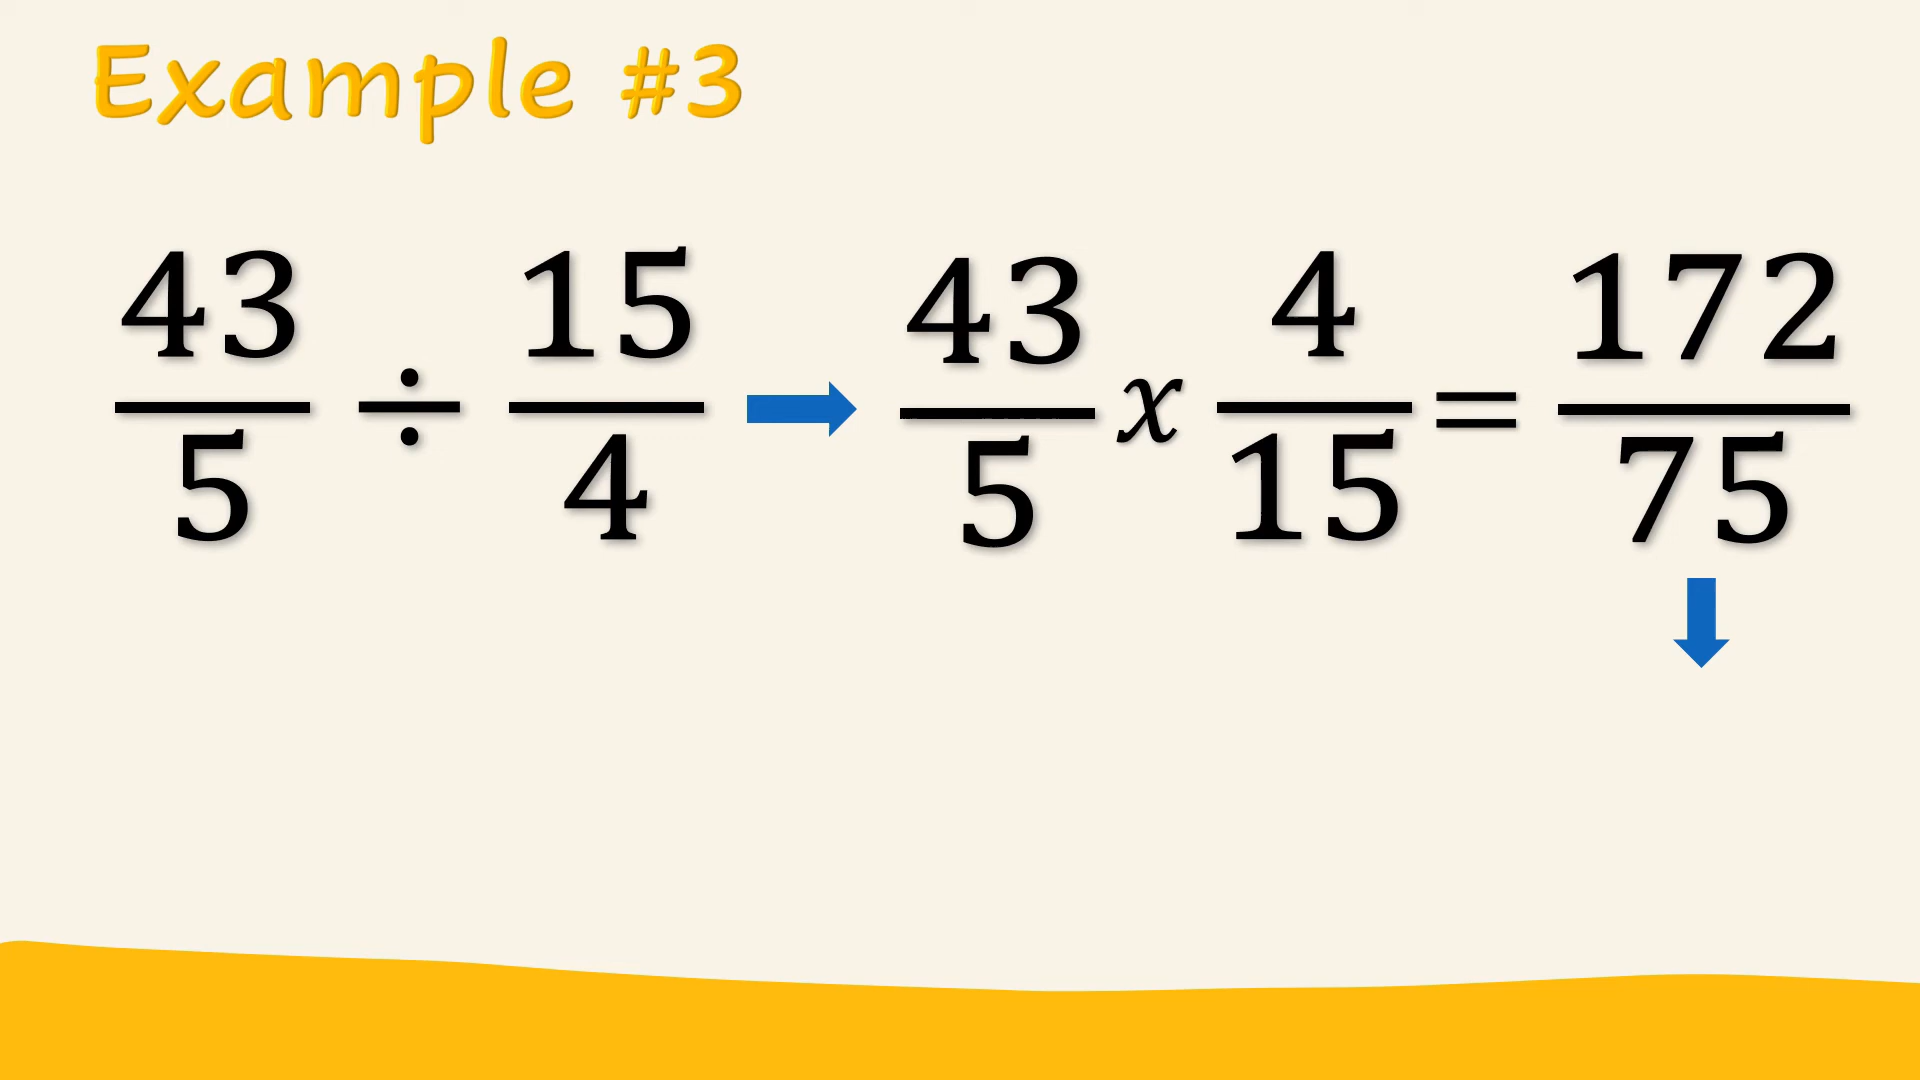 Example #3
43/5 ÷ 15/4 → 43/5 x 4/15 = 172/75